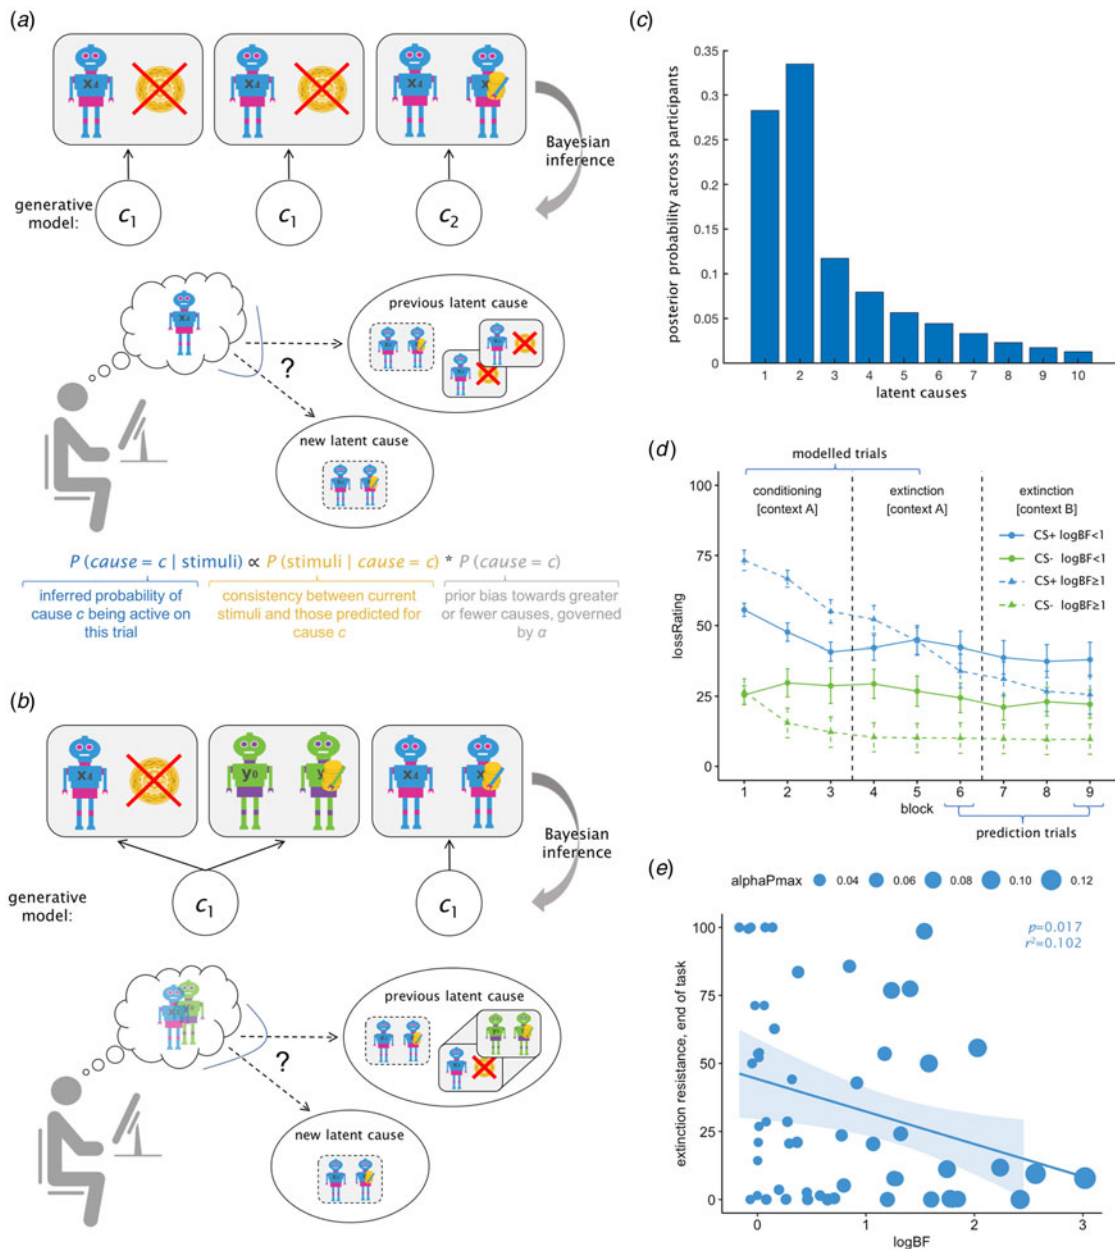 (a)
x₄
x₄
x₄
x₄
Bayesian
inference
generative
model:
c₁
c₁
c₂
previous latent cause
?
new latent cause
P (cause = c | stimuli) ∝ P (stimuli | cause = c) * P (cause = c)
inferred probability of
cause c being active on
this trial
consistency between current
stimuli and those predicted for
cause c
prior bias towards greater
or fewer causes, governed
by α
(b)
x₄
y⁰
y
x₄
x₄
Bayesian
inference
generative
model:
c₁
c₁
previous latent cause
?
new latent cause
(c)
posterior probability across participants
0.35
0.3
0.25
0.2
0.15
0.1
0.05
0
1 2 3 4 5 6 7 8 9 10
latent causes
(d)
modelled trials
conditioning
[context A]
extinction
[context A]
extinction
[context B]
CS+ logBF<1
CS- logBF<1
CS+ logBF≥1
CS- logBF≥1
lossRating
100
75
50
25
0
1 2 3 4 5 6 7 8 9
block
prediction trials
(e)
alphaPmax 0.04 0.06 0.08 0.10 0.12
p=0.017
r²=0.102
extinction resistance, end of task
100
75
50
25
0
0 1 2 3
logBF